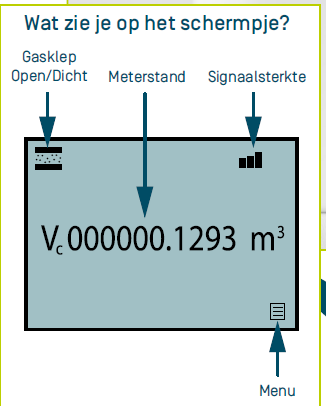 Wat zie je op het schermpje?
Gasklep
Open/Dicht
Meterstand
Signaalsterkte
Vc 000000.1293 m³
Menu